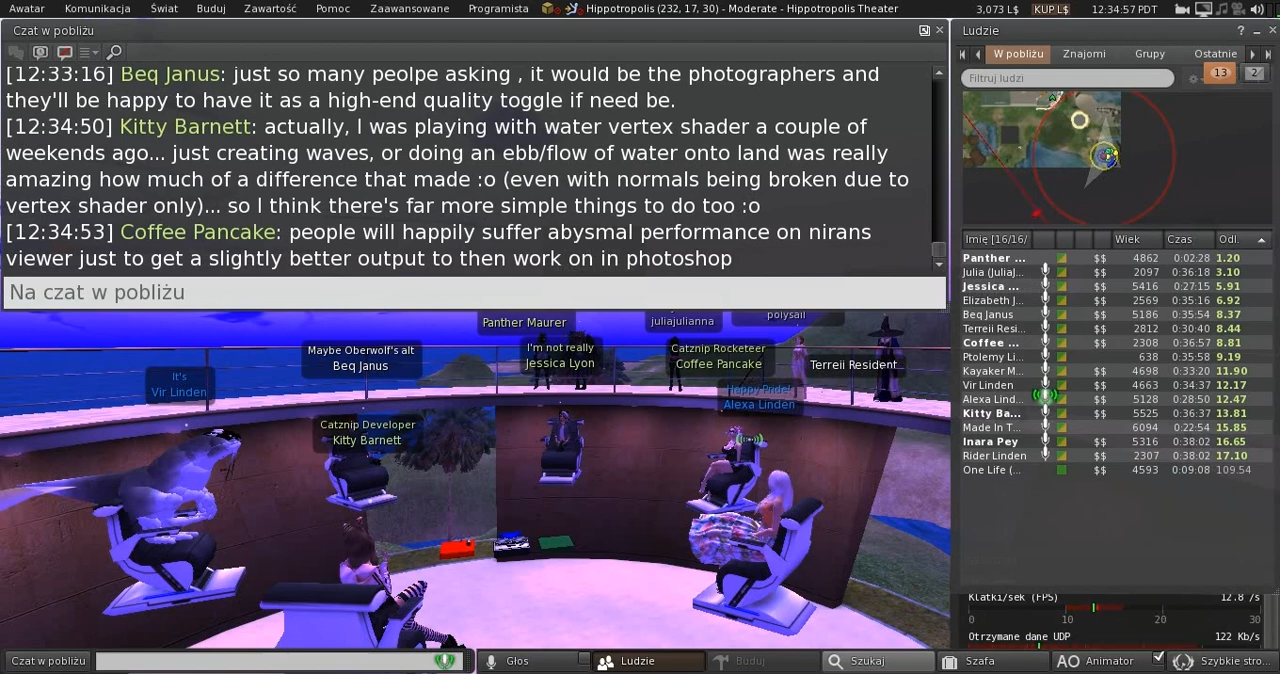 Awatar Komunikacja Świat Buduj Zawartość Pomoc Zaawansowane Programista Hippotropolis (232, 17, 30) - Moderate - Hippotropolis Theater 3,073 L$ KUP L$ 12:34:57 PDT
Czat w pobliżu
[12:33:16] Beq Janus: just so many peolpe asking , it would be the photographers and
they'll be happy to have it as a high-end quality toggle if need be.
[12:34:50] Kitty Barnett: actually, I was playing with water vertex shader a couple of
weekends ago... just creating waves, or doing an ebb/flow of water onto land was really
amazing how much of a difference that made :o (even with normals being broken due to
vertex shader only)... so I think there's far more simple things to do too :o
[12:34:53] Coffee Pancake: people will happily suffer abysmal performance on nirans
viewer just to get a slightly better output to then work on in photoshop
Na czat w pobliżu
Panther Maurer
juliajulianna
polysail
Maybe Oberwolf's alt
Beq Janus
I'm not really
Jessica Lyon
Catznip Rocketeer
Coffee Pancake
Terreii Resident
It's
Vir Linden
Happy Pride!
Alexa Linden
Catznip Developer
Kitty Barnett
Ludzie
W pobliżu Znajomi Grupy Ostatnie
Filtruj ludzi 13 2
Imię [16/16/ Wiek Czas Odl.
Panther ... $$ 4862 0:02:28 1.20
Julia (JuliaJ... $$ 2097 0:36:18 3.10
Jessica ... $$ 5416 0:27:15 5.91
Elizabeth J... $$ 2569 0:35:16 6.92
Beq Janus $$ 5186 0:35:54 8.37
Terreii Resi... $$ 2812 0:30:40 8.44
Coffee ... $$ 2308 0:36:57 8.81
Ptolemy Li... 638 0:35:58 9.19
Kayaker M... $$ 4698 0:33:20 11.90
Vir Linden $$ 4663 0:34:37 12.17
Alexa Lind... $$ 5128 0:28:50 12.47
Kitty Ba... $$ 5525 0:36:37 13.81
Made In T... 6094 0:22:54 15.85
Inara Pey $$ 5316 0:38:02 16.65
Rider Linden $$ 2307 0:38:02 17.10
One Life (... $$ 4593 0:09:08 109.54
Klatki/sek (FPS) 12.8 /s
0 10 20 30
Otrzymane dane UDP 122 Kb/s
Czat w pobliżu Głos Ludzie Buduj Szukaj Szafa AO Animator Szybkie stro...